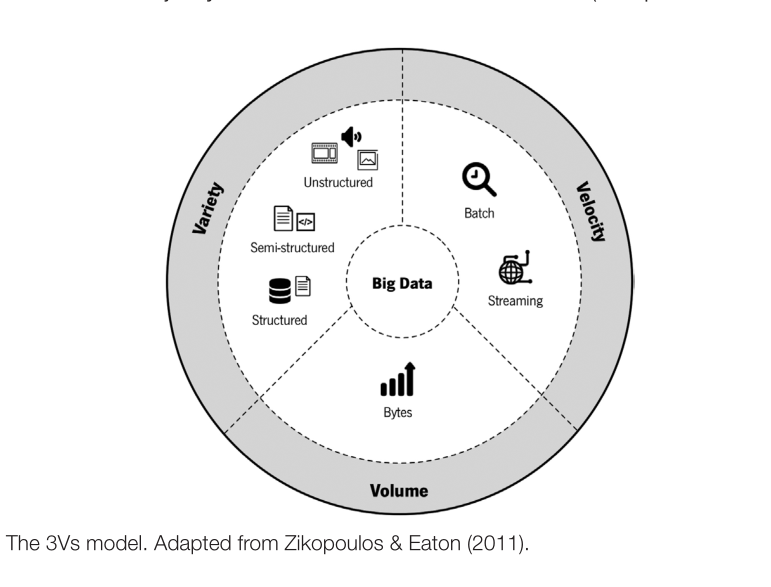 Unstructured
Semi-structured
Structured
Variety
Batch
Streaming
Velocity
Big Data
</>
Bytes
Volume
The 3Vs model. Adapted from Zikopoulos & Eaton (2011).